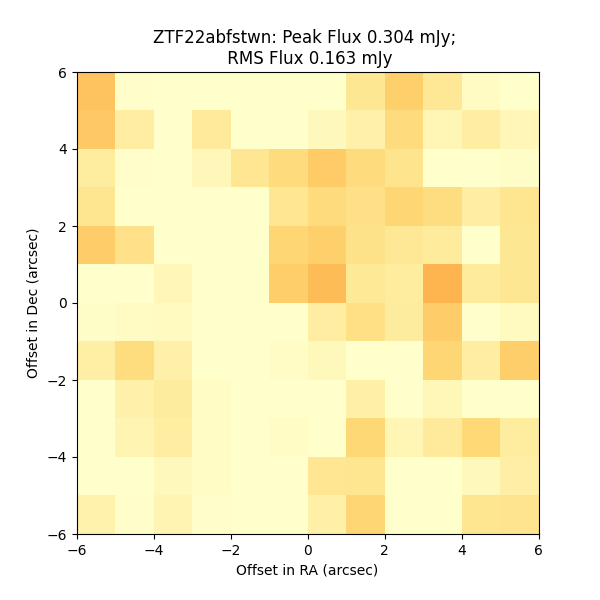 ZTF22abfstwn: Peak Flux 0.304 mJy;
RMS Flux 0.163 mJy
6
4
2
0
−2
−4
−6
Offset in Dec (arcsec)
−6 −4 −2 0 2 4 6
Offset in RA (arcsec)